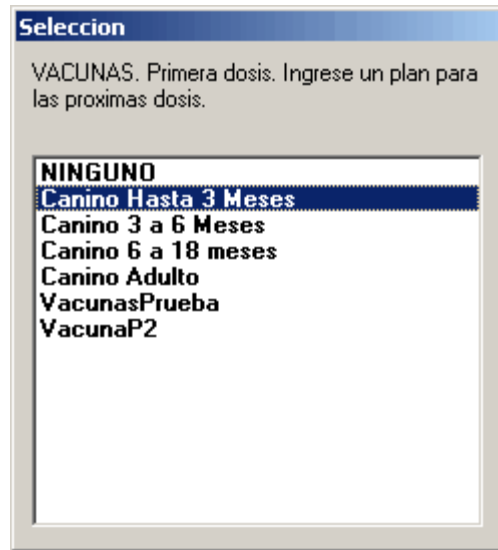 Seleccion
VACUNAS. Primera dosis. Ingrese un plan para
las proximas dosis.
NINGUNO
Canino Hasta 3 Meses
Canino 3 a 6 Meses
Canino 6 a 18 meses
Canino Adulto
VacunasPrueba
VacunaP2